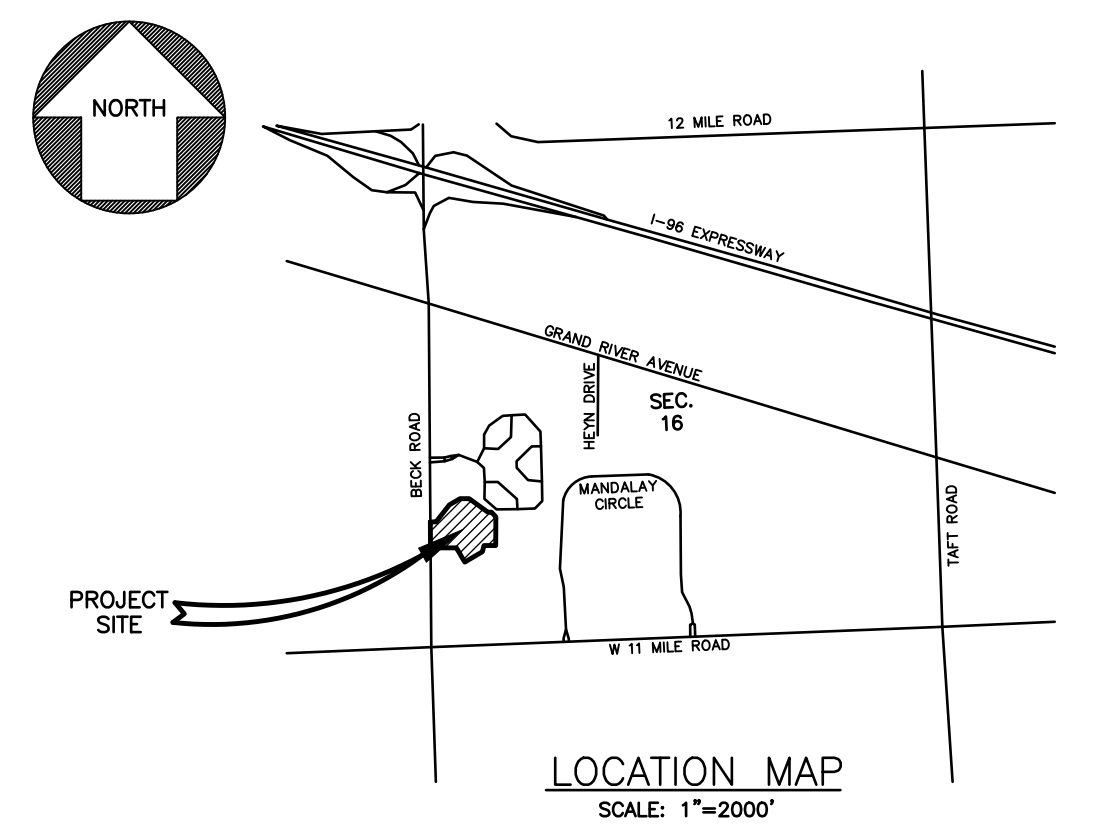 NORTH
12 MILE ROAD
I-96 EXPRESSWAY
GRAND RIVER AVENUE
HEYN DRIVE
SEC.
16
BECK ROAD
MANDALAY
CIRCLE
TAFT ROAD
PROJECT
SITE
W 11 MILE ROAD
LOCATION MAP
SCALE: 1"=2000'